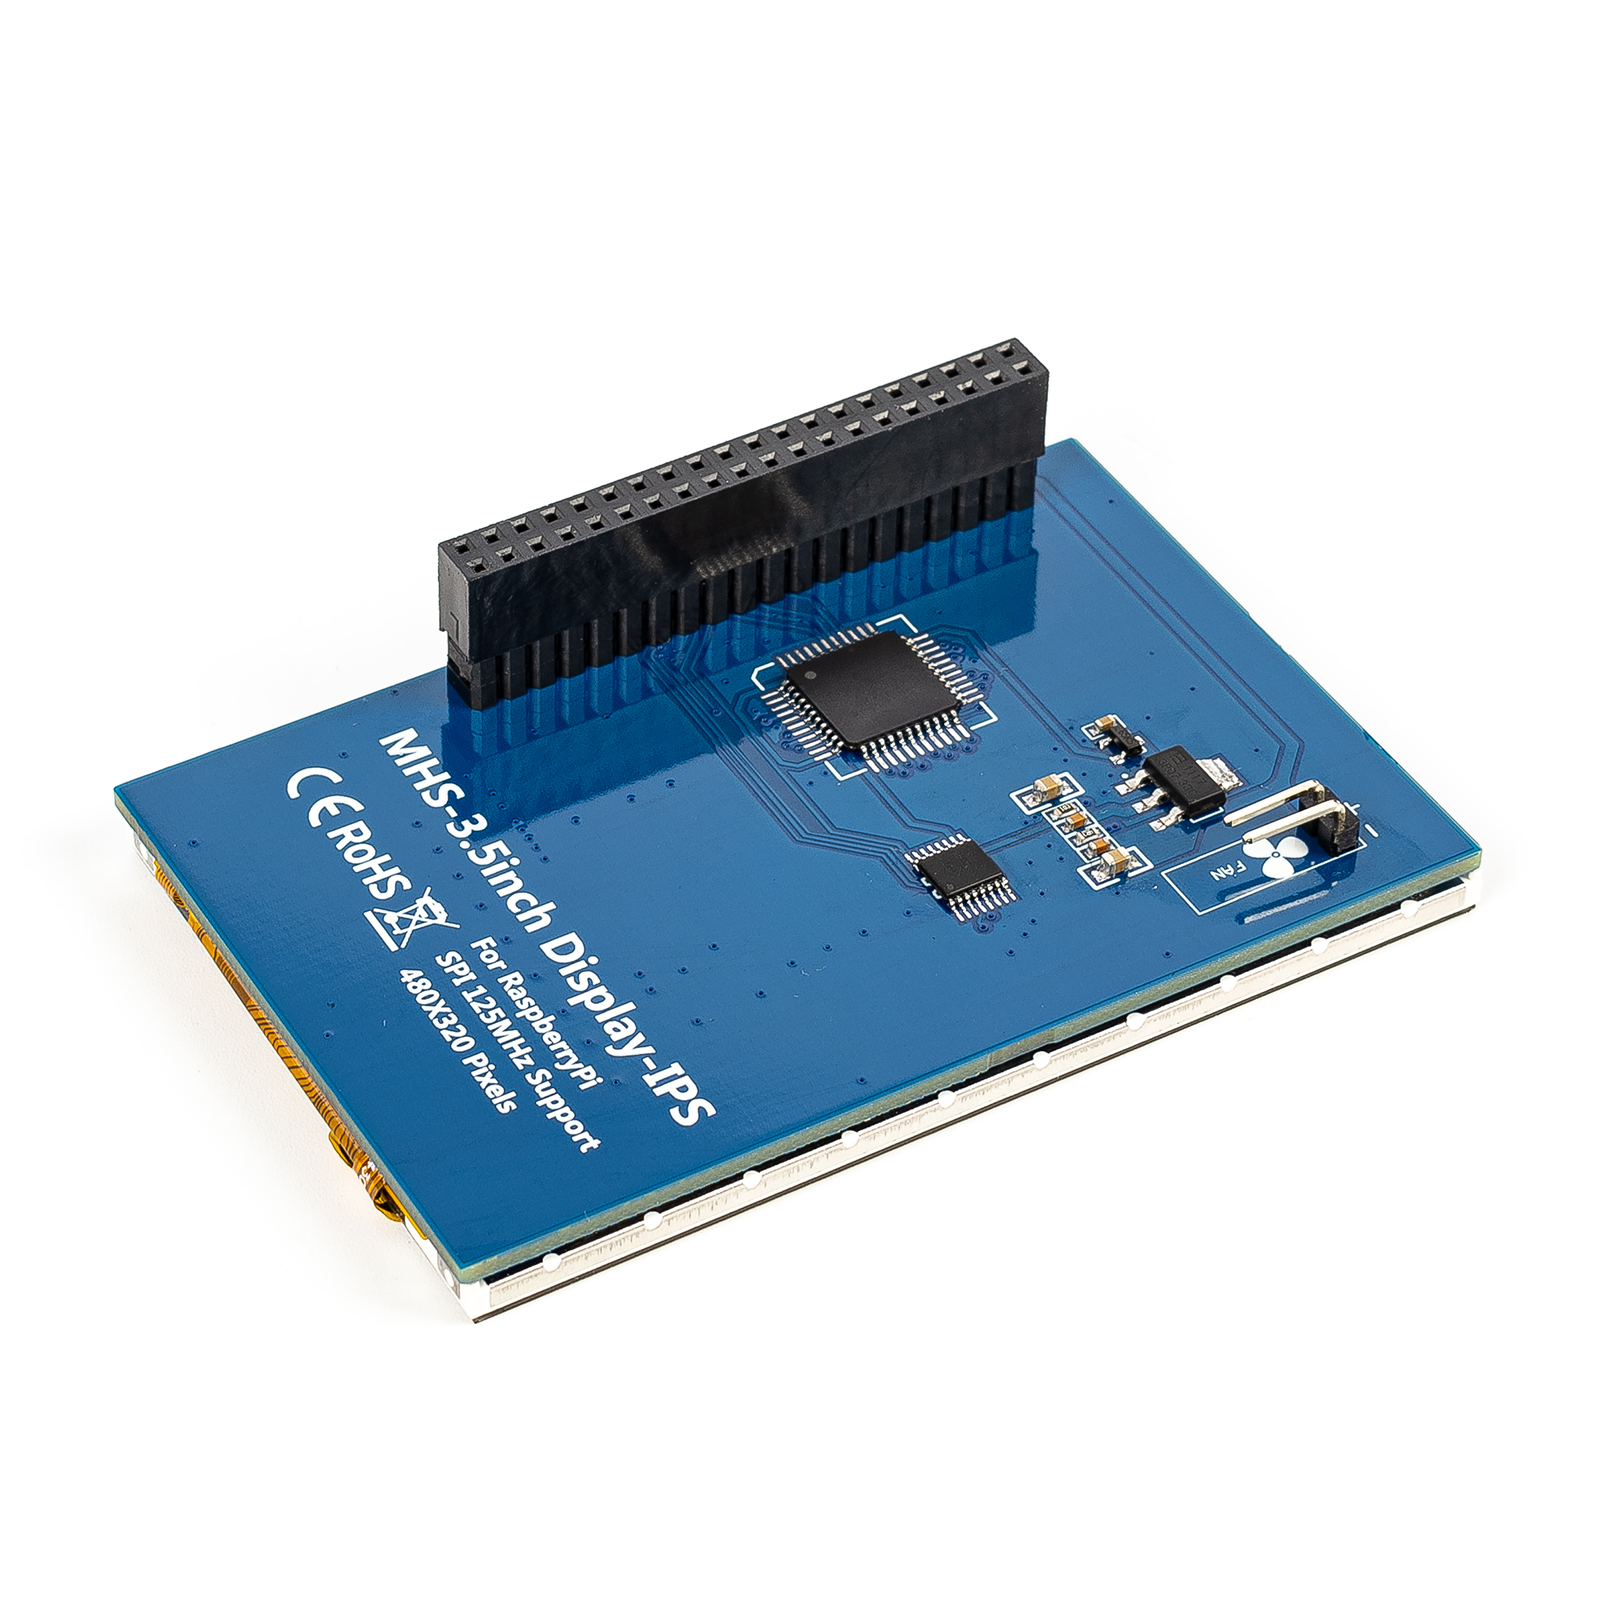 MHS-3.5inch Display-IPS
For RaspberryPi
SPI 125MHz Support
480X320 Pixels
CE RoHS
FAN
+
-